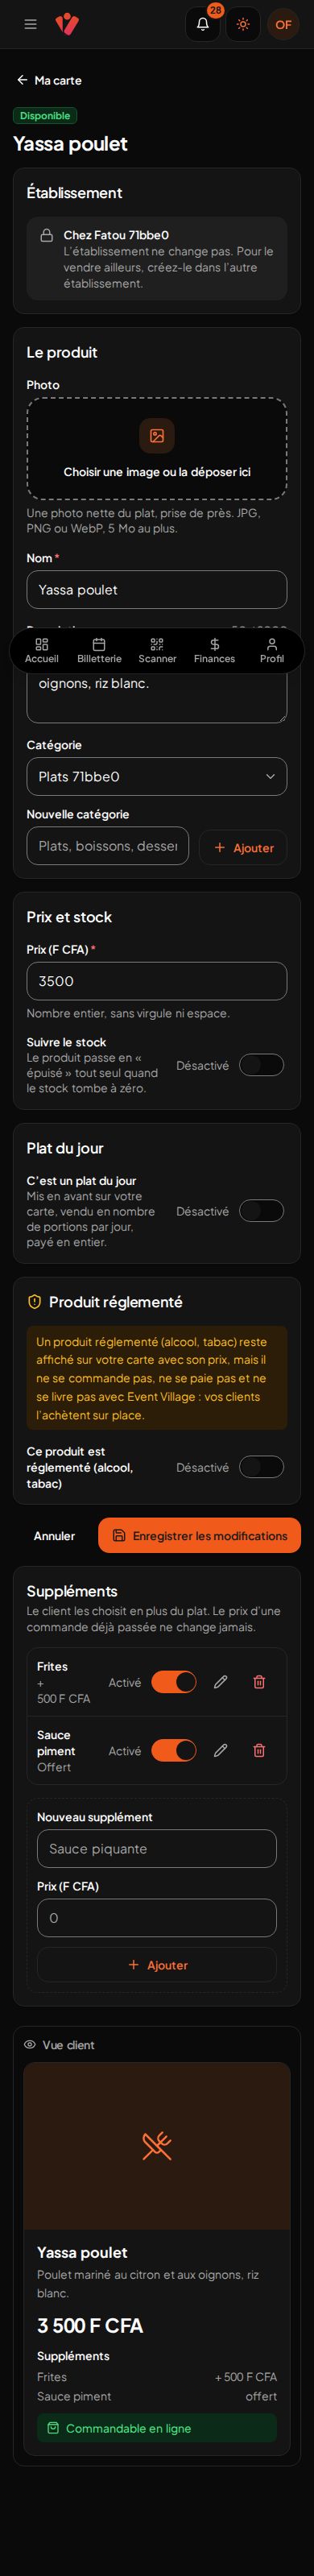 28
OF
Ma carte
Disponible
Yassa poulet
Établissement
Chez Fatou 71bbe0
L’établissement ne change pas. Pour le
vendre ailleurs, créez-le dans l’autre
établissement.
Le produit
Photo
Choisir une image ou la déposer ici
Une photo nette du plat, prise de près. JPG,
PNG ou WebP, 5 Mo au plus.
Nom *
Yassa poulet
Accueil
Billetterie
Scanner
Finances
Profil
oignons, riz blanc.
Catégorie
Plats 71bbe0
Nouvelle catégorie
Plats, boissons, desser
Ajouter
Prix et stock
Prix (F CFA) *
3500
Nombre entier, sans virgule ni espace.
Suivre le stock
Le produit passe en «
épuisé » tout seul quand
le stock tombe à zéro.
Désactivé
Plat du jour
C’est un plat du jour
Mis en avant sur votre
carte, vendu en nombre
de portions par jour,
payé en entier.
Désactivé
Produit réglementé
Un produit réglementé (alcool, tabac) reste
affiché sur votre carte avec son prix, mais il
ne se commande pas, ne se paie pas et ne
se livre pas avec Event Village : vos clients
l’achètent sur place.
Ce produit est
réglementé (alcool,
tabac)
Désactivé
Annuler
Enregistrer les modifications
Suppléments
Le client les choisit en plus du plat. Le prix d’une
commande déjà passée ne change jamais.
Frites
+
500 F CFA
Activé
Sauce
piment
Offert
Activé
Nouveau supplément
Sauce piquante
Prix (F CFA)
0
Ajouter
Vue client
Yassa poulet
Poulet mariné au citron et aux oignons, riz
blanc.
3 500 F CFA
Suppléments
Frites
+ 500 F CFA
Sauce piment
offert
Commandable en ligne